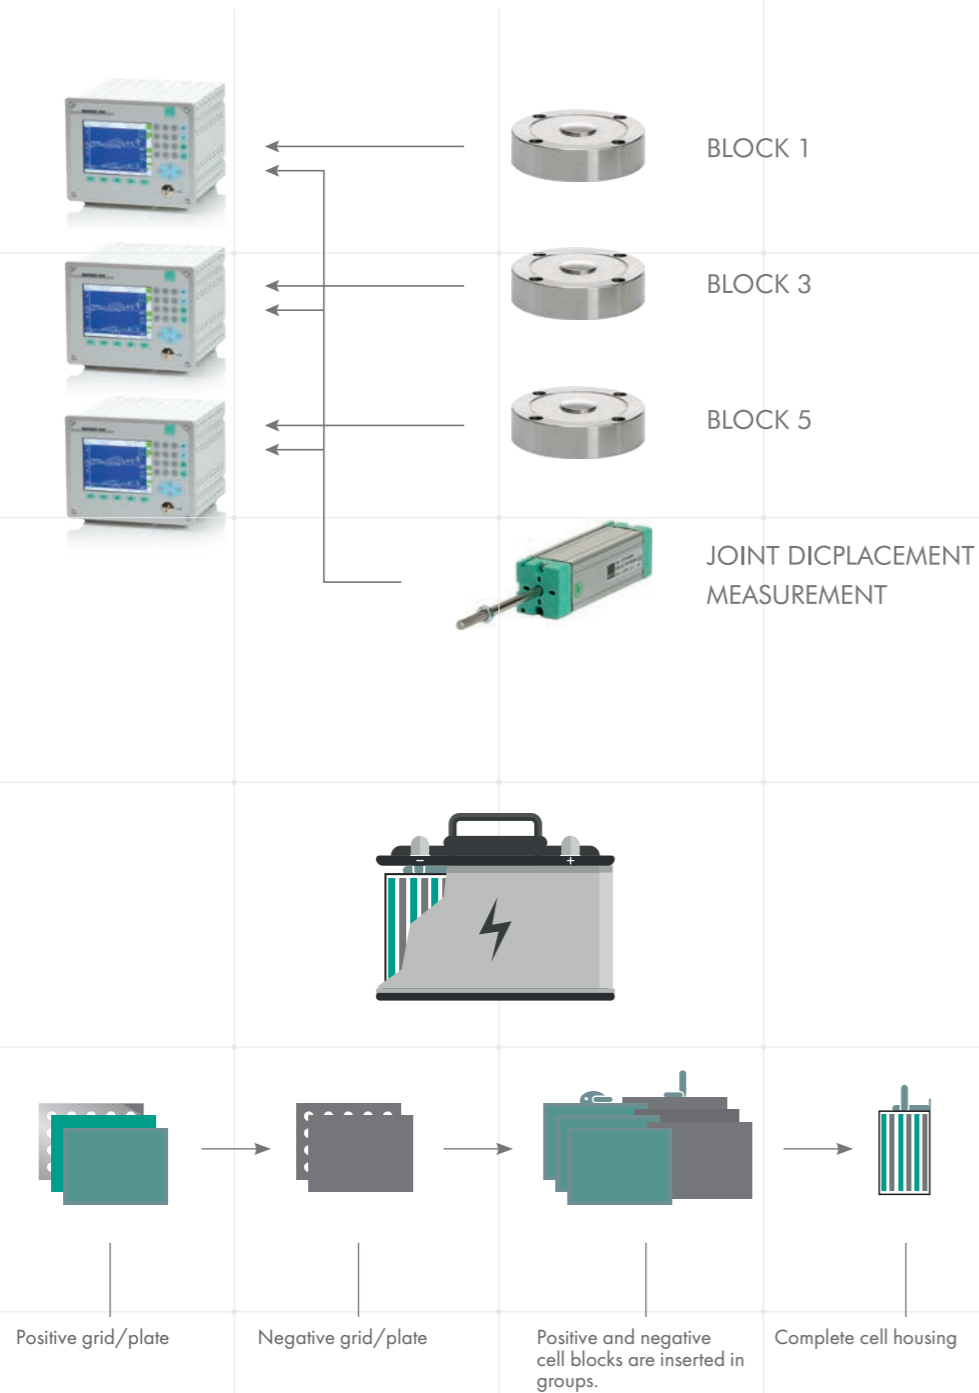 BLOCK 1
BLOCK 3
BLOCK 5
JOINT DICPLACEMENT
MEASUREMENT
−
+
Positive grid/plate
Negative grid/plate
Positive and negative
cell blocks are inserted in
groups.
Complete cell housing